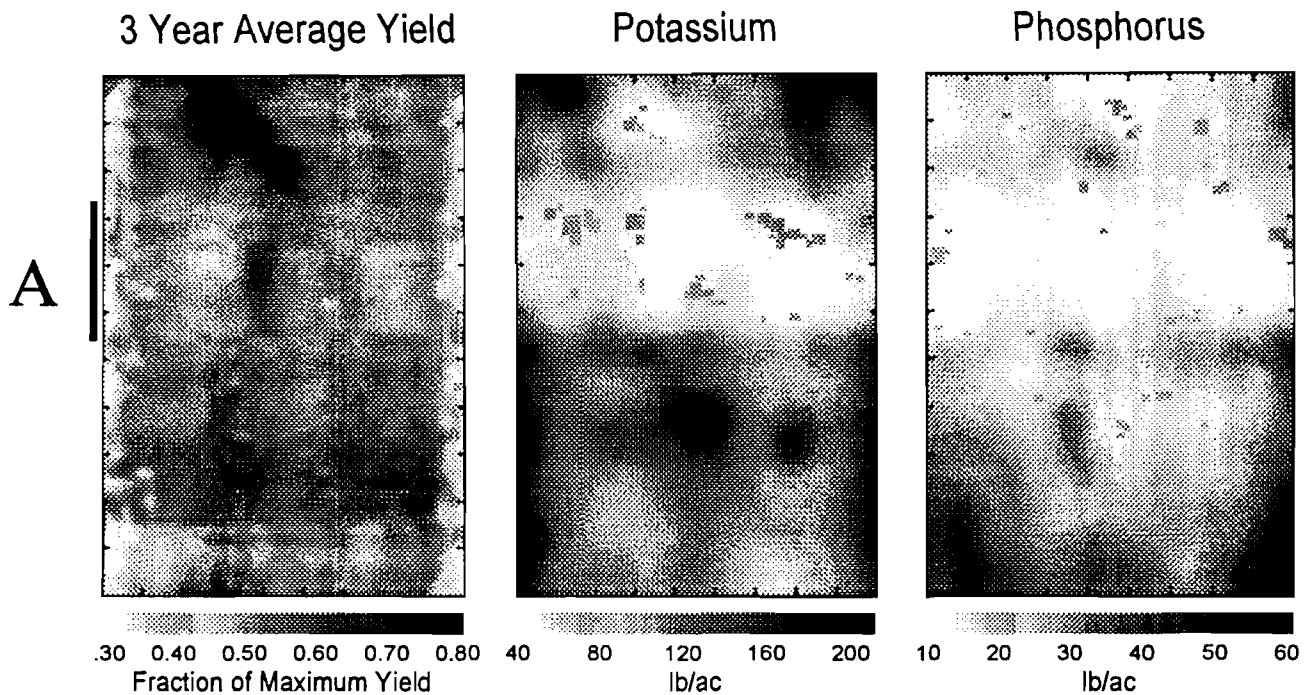 3 Year Average Yield
Potassium
Phosphorus
A
.30 0.40 0.50 0.60 0.70 0.80
Fraction of Maximum Yield
40 80 120 160 200
lb/ac
10 20 30 40 50 60
lb/ac